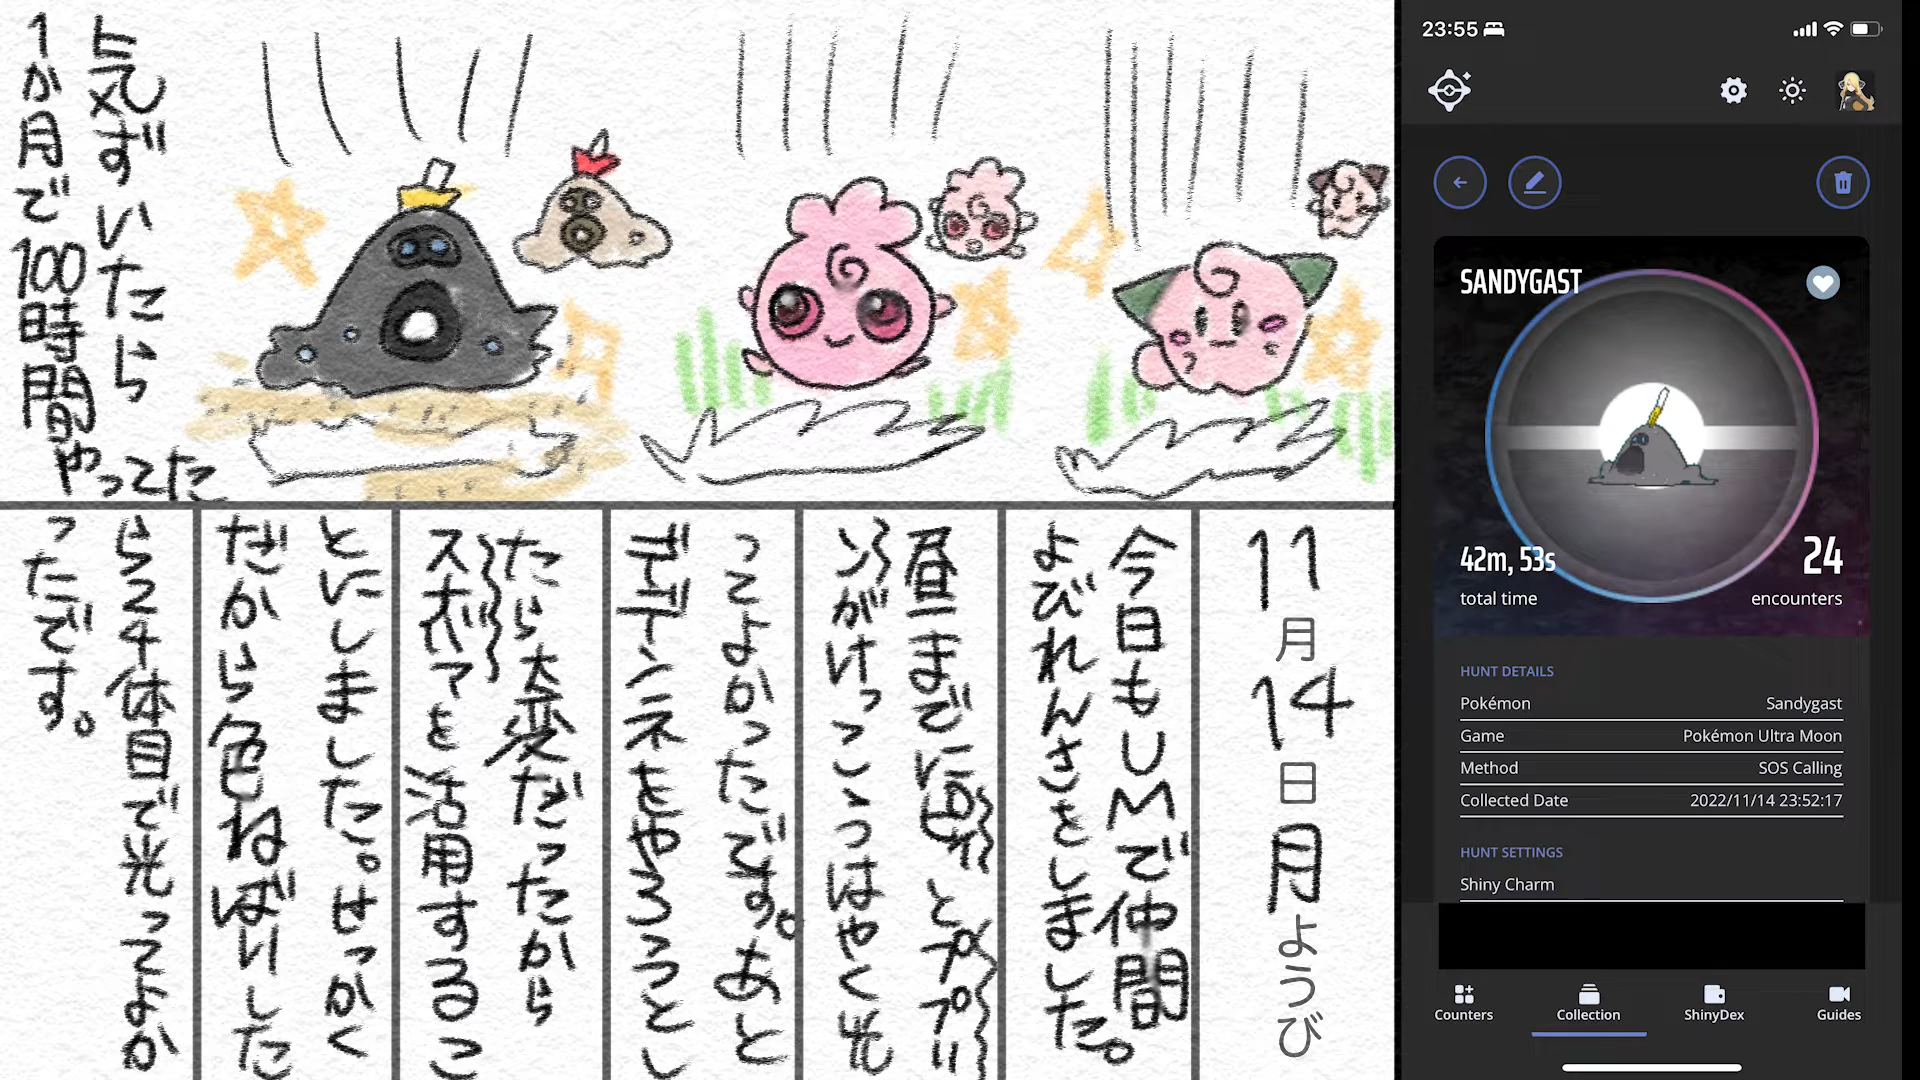 気ずいたら
1か月で100時間
やってた
11月14日月ようび
今日もUMで仲間
よびれんさをしました。
昼までに とププリ
ンがけっこうはやく光
ってよかったです。あと
デデンネをやろうとし
たら大変だったから
スナバァを活用するこ
とにしました。せっかく
だから色ねばりした
ら24体目で光ってよか
ったです。
23:55
SANDYGAST
42m, 53s
total time
24
encounters
HUNT DETAILS
Pokémon Sandygast
Game Pokémon Ultra Moon
Method SOS Calling
Collected Date 2022/11/14 23:52:17
HUNT SETTINGS
Shiny Charm
Counters Collection ShinyDex Guides